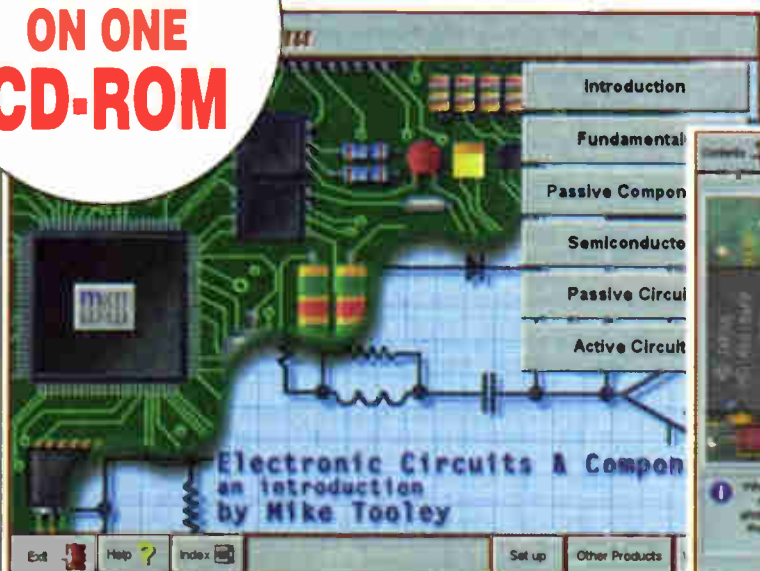 ON ONE
CD-ROM
Introduction
Fundamental
Passive Compon
Semiconducto
Passive Circui
Active Circuit
Electronic Circuits & Compon
an introduction
by Mike Tooley
Exit
Help ?
Index
Set up
Other Products